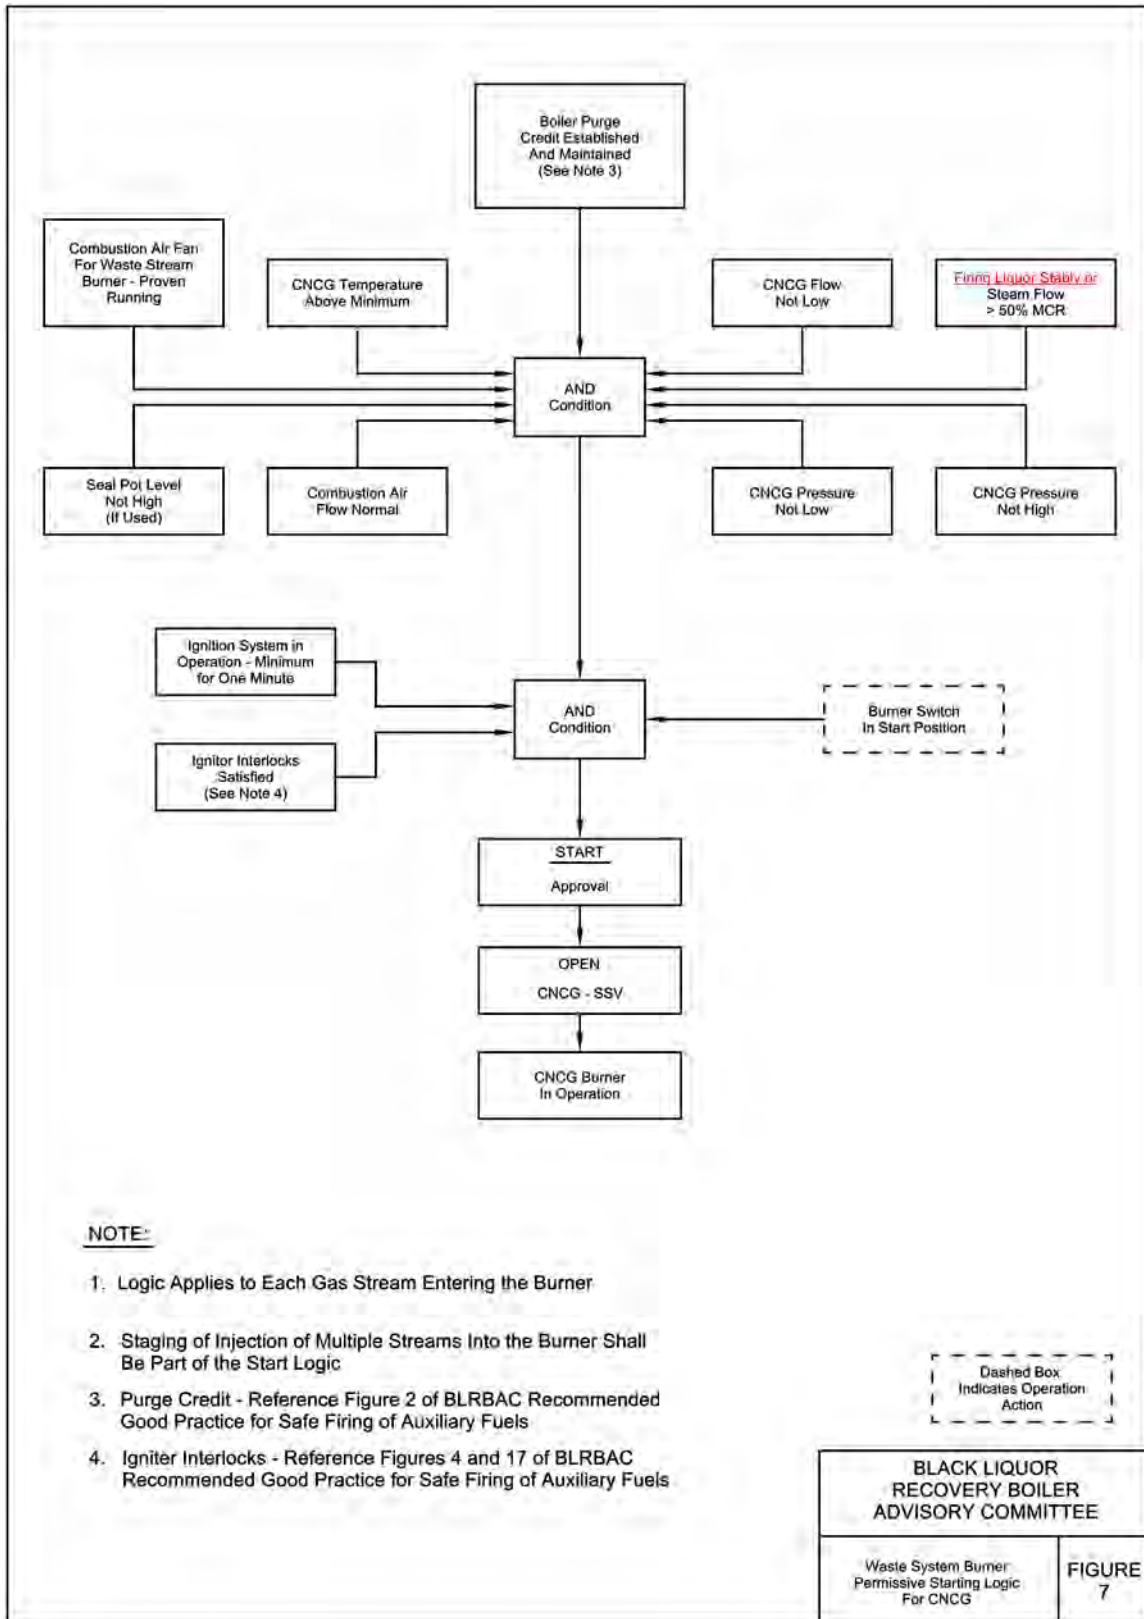 Boiler Purge
Credit Established
And Maintained
(See Note 3)
Combustion Air Fan
For Waste Stream
Burner - Proven
Running
CNCG Temperature
Above Minimum
CNCG Flow
Not Low
Firing Liquor Stably or
Steam Flow
> 50% MCR
AND
Condition
Seal Pot Level
Not High
(If Used)
Combustion Air
Flow Normal
CNCG Pressure
Not Low
CNCG Pressure
Not High
Ignition System in
Operation - Minimum
for One Minute
AND
Condition
Burner Switch
In Start Position
Ignitor Interlocks
Satisfied
(See Note 4)
START
Approval
OPEN
CNCG - SSV
CNCG Burner
In Operation
NOTE:
1. Logic Applies to Each Gas Stream Entering the Burner
2. Staging of Injection of Multiple Streams Into the Burner Shall
Be Part of the Start Logic
3. Purge Credit - Reference Figure 2 of BLRBAC Recommended
Good Practice for Safe Firing of Auxiliary Fuels
4. Igniter Interlocks - Reference Figures 4 and 17 of BLRBAC
Recommended Good Practice for Safe Firing of Auxiliary Fuels
Dashed Box
Indicates Operation
Action
BLACK LIQUOR
RECOVERY BOILER
ADVISORY COMMITTEE
Waste System Burner
Permissive Starting Logic
For CNCG
FIGURE
7